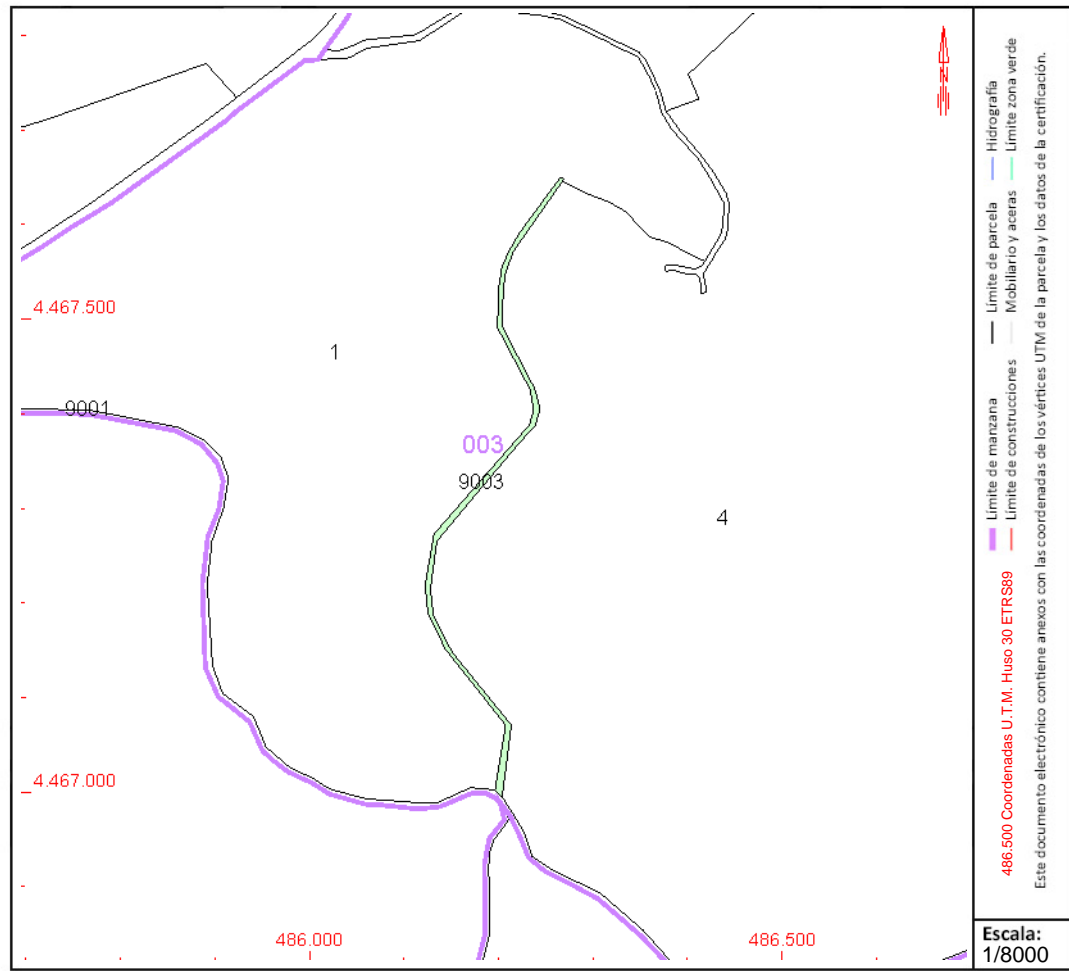 4.467.500
1
9001
003
9003
4
4.467.000
486.000
486.500
N
Límite de manzana
Límite de parcela
Hidrografía
Límite de construcciones
Mobiliario y aceras
Límite zona verde
486.500 Coordenadas U.T.M. Huso 30 ETRS89
Este documento electrónico contiene anexos con las coordenadas de los vértices UTM de la parcela y los datos de la certificación.
Escala:
1/8000